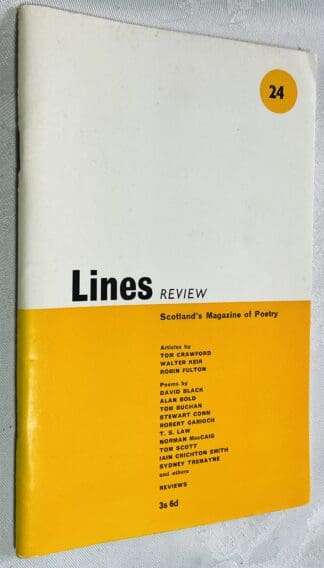 24
Lines REVIEW
Scotland's Magazine of Poetry
Articles by
TOM CRAWFORD
WALTER KEIR
ROBIN FULTON
Poems by
DAVID BLACK
ALAN BOLD
TOM BUCHAN
STEWART CONN
ROBERT GARIOCH
T. S. LAW
NORMAN MacCAIG
TOM SCOTT
IAIN CRICHTON SMITH
SYDNEY TREMAYNE
and others
REVIEWS
3s 6d